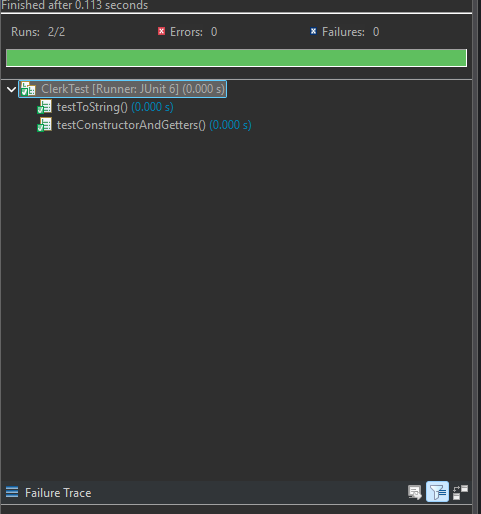 Finished after 0.113 seconds
Runs: 2/2 Errors: 0 Failures: 0
ClerkTest [Runner: JUnit 6] (0.000 s)
testToString() (0.000 s)
testConstructorAndGetters() (0.000 s)
Failure Trace